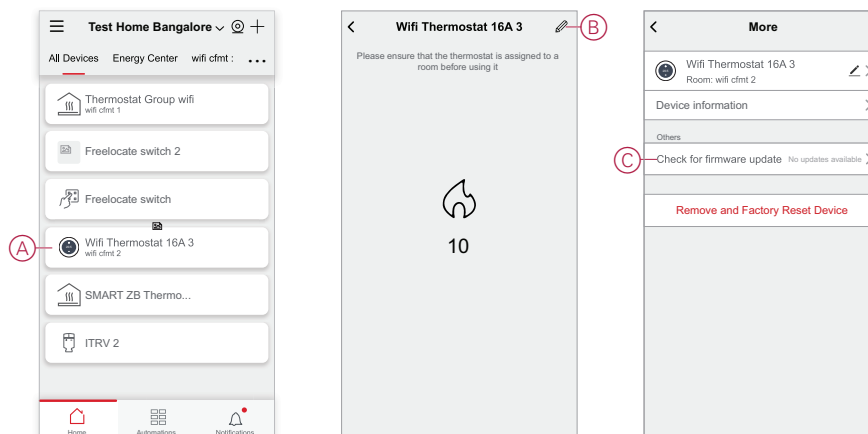 Test Home Bangalore
All Devices Energy Center wifi cfmt :
Thermostat Group wifi
wifi cfmt 1
Freelocate switch 2
Freelocate switch
A
Wifi Thermostat 16A 3
wifi cfmt 2
SMART ZB Thermo...
ITRV 2
Home Automations Notifications
Wifi Thermostat 16A 3
B
Please ensure that the thermostat is assigned to a
room before using it
10
More
Wifi Thermostat 16A 3
Room: wifi cfmt 2
Device information
Others
C
Check for firmware update No updates available
Remove and Factory Reset Device